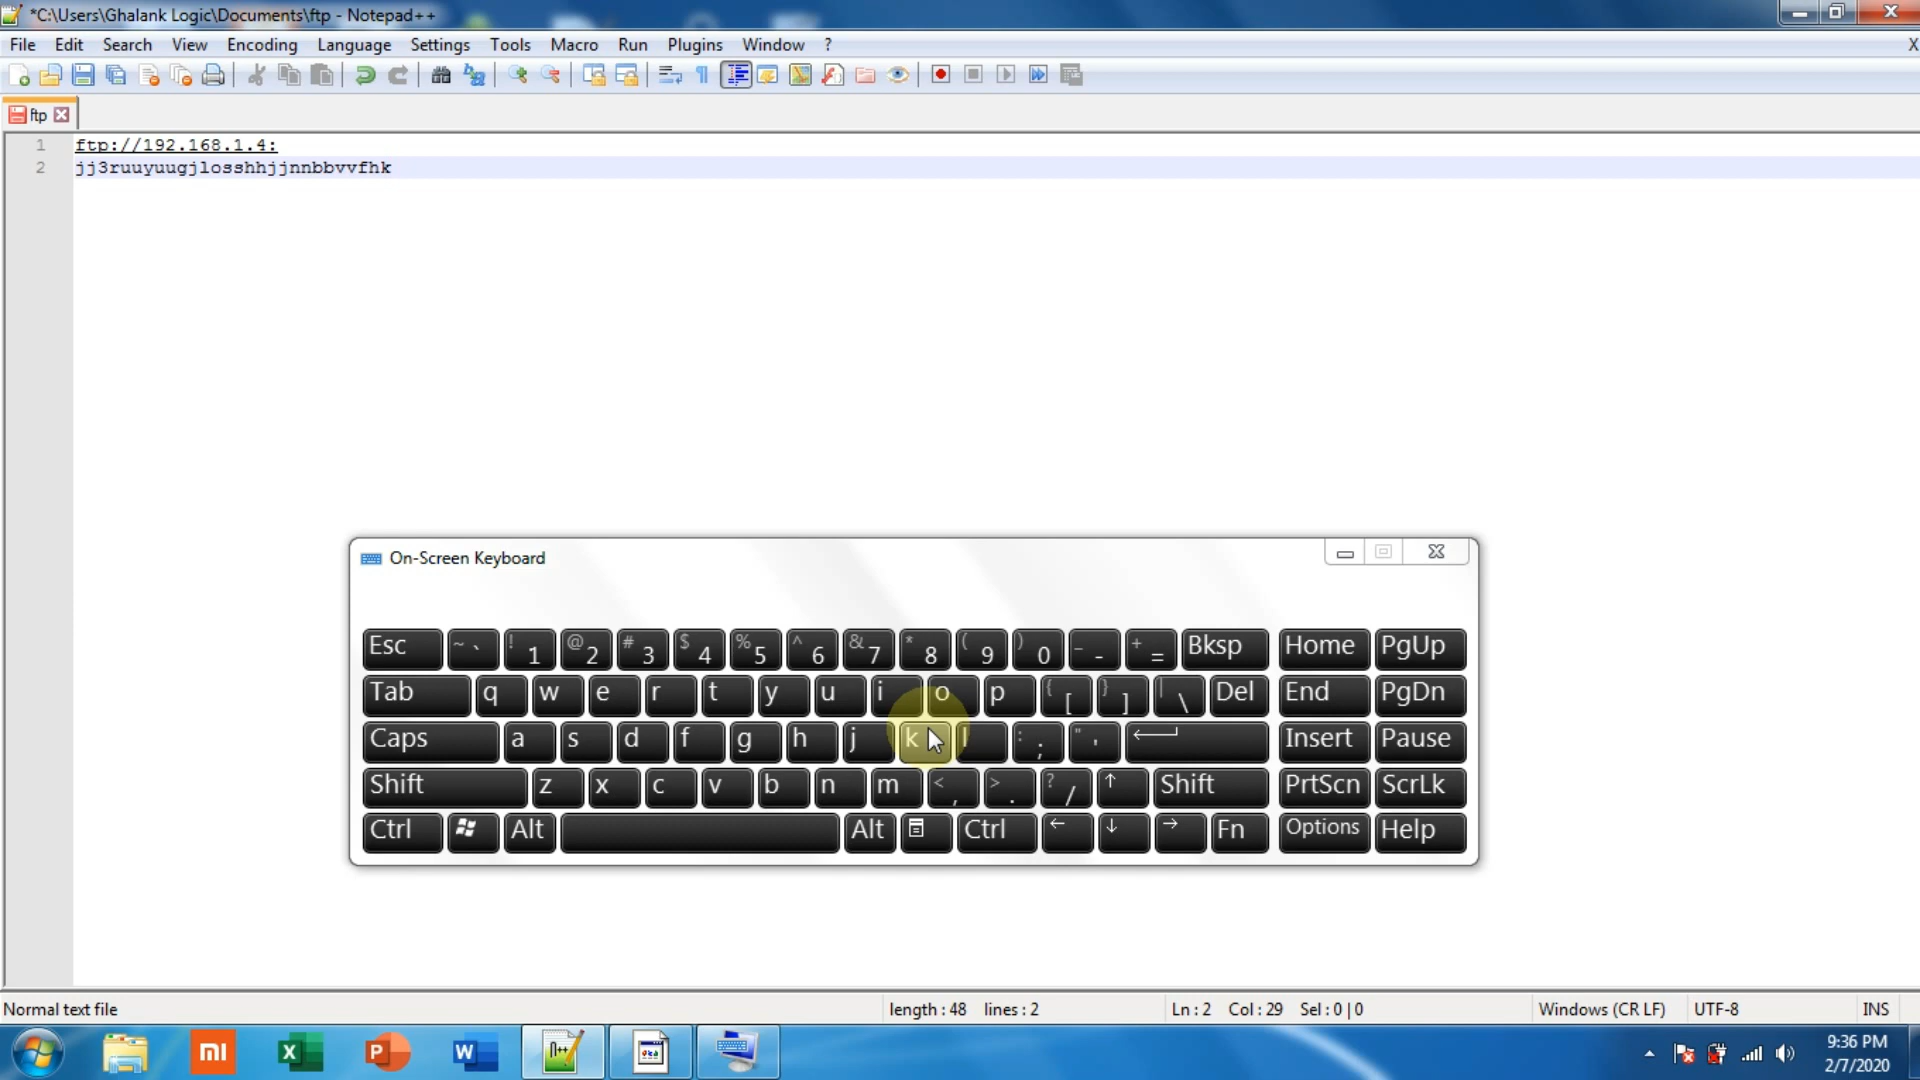 *C:\Users\Ghalank Logic\Documents\ftp - Notepad++
File Edit Search View Encoding Language Settings Tools Macro Run Plugins Window ? X
ftp
1 ftp://192.168.1.4:
2 jj3ruuyuugjlosshhjjnnbbvvfhk
On-Screen Keyboard
Esc ~ ` ! 1 @ 2 # 3 $ 4 % 5 ^ 6 & 7 * 8 ( 9 ) 0 _ - + = Bksp Home PgUp
Tab q w e r t y u i o p { [ } ] | \ Del End PgDn
Caps a s d f g h j k l : ; " ' Insert Pause
Shift z x c v b n m < , > . ? / ↑ Shift PrtScn ScrLk
Ctrl Alt Alt Ctrl ← ↓ → Fn Options Help
Normal text file length : 48 lines : 2 Ln : 2 Col : 29 Sel : 0 | 0 Windows (CR LF) UTF-8 INS
9:36 PM
2/7/2020